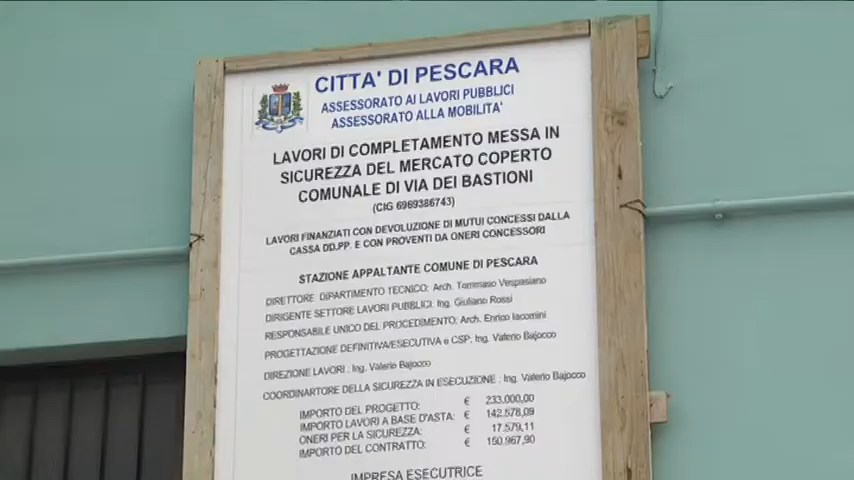 CITTA' DI PESCARA
ASSESSORATO AI LAVORI PUBBLICI
ASSESSORATO ALLA MOBILITA'
LAVORI DI COMPLETAMENTO MESSA IN
SICUREZZA DEL MERCATO COPERTO
COMUNALE DI VIA DEI BASTIONI
(CIG 6969386743)
LAVORI FINANZIATI CON DEVOLUZIONE DI MUTUI CONCESSI DALLA
CASSA DD.PP. E CON PROVENTI DA ONERI CONCESSORI
STAZIONE APPALTANTE COMUNE DI PESCARA
DIRETTORE DIPARTIMENTO TECNICO: Arch. Tommaso Vespasiano
DIRIGENTE SETTORE LAVORI PUBBLICI: Ing. Giuliano Rossi
RESPONSABILE UNICO DEL PROCEDIMENTO: Arch. Enrico Iacomini
PROGETTAZIONE DEFINITIVA/ESECUTIVA e CSP: Ing. Valerio Bajocco
DIREZIONE LAVORI : Ing. Valerio Bajocco
COORDINARTORE DELLA SICUREZZA IN ESECUZIONE : Ing. Valerio Bajocco
IMPORTO DEL PROGETTO: € 233.000,00
IMPORTO LAVORI A BASE D'ASTA: € 142.578,09
ONERI PER LA SICUREZZA: € 17.579,11
IMPORTO DEL CONTRATTO: € 150.967,90
IMPRESA ESECUTRICE